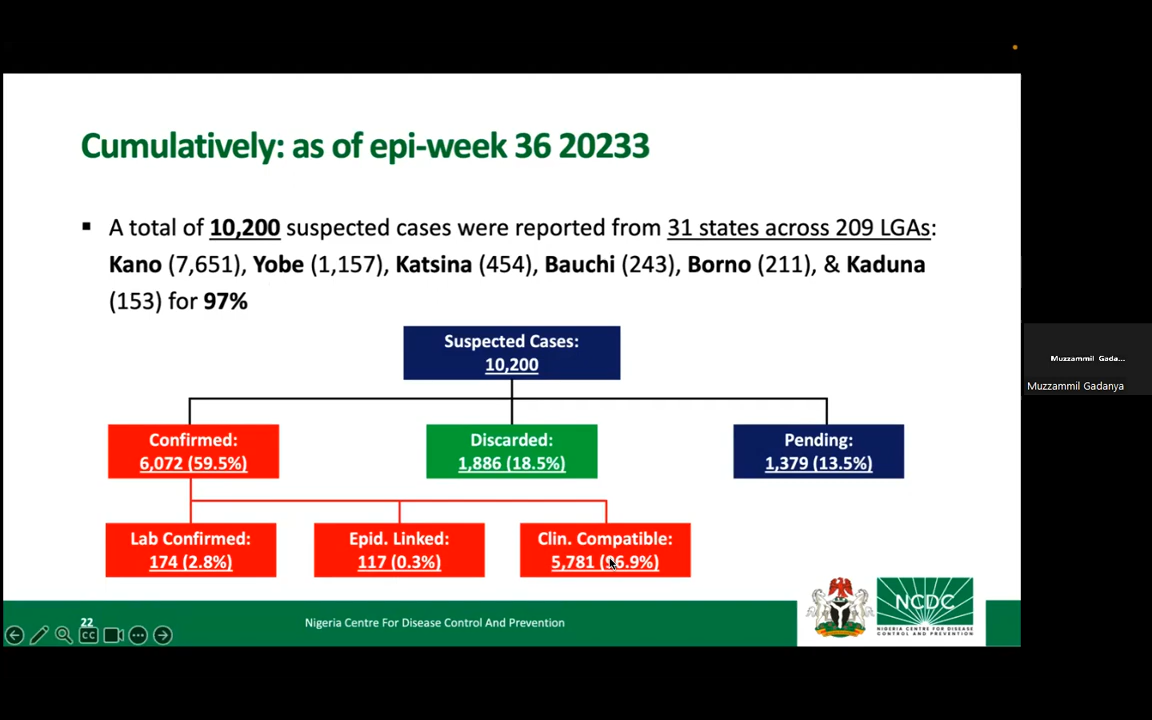 Cumulatively: as of epi-week 36 20233
▪ A total of 10,200 suspected cases were reported from 31 states across 209 LGAs:
Kano (7,651), Yobe (1,157), Katsina (454), Bauchi (243), Borno (211), & Kaduna
(153) for 97%
Suspected Cases:
10,200
Confirmed:
6,072 (59.5%)
Discarded:
1,886 (18.5%)
Pending:
1,379 (13.5%)
Lab Confirmed:
174 (2.8%)
Epid. Linked:
117 (0.3%)
Clin. Compatible:
5,781 (96.9%)
Muzzammil Gada...
Muzzammil Gadanya
22
CC
Nigeria Centre For Disease Control And Prevention
NCDC
NIGERIA CENTRE FOR DISEASE
CONTROL AND PREVENTION